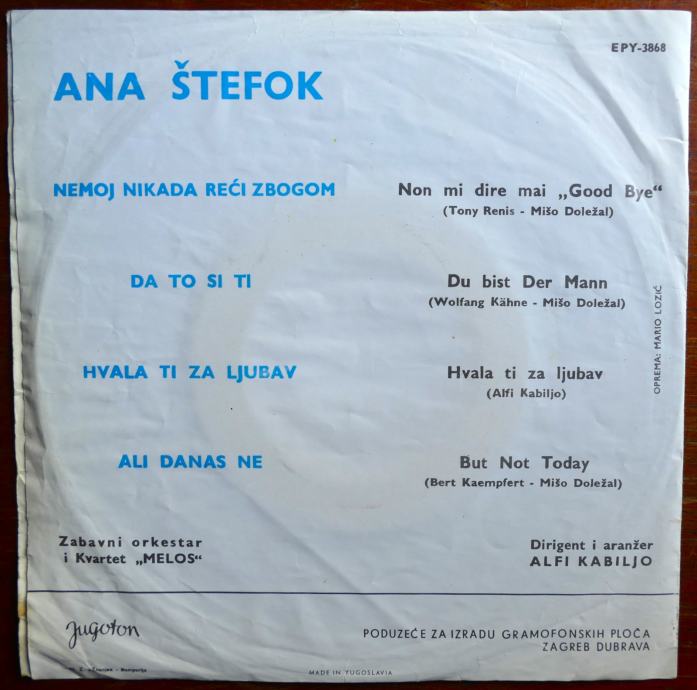 EPY-3868
ANA ŠTEFOK
NEMOJ NIKADA REĆI ZBOGOM
Non mi dire mai „Good Bye“
(Tony Renis - Mišo Doležal)
DA TO SI TI
Du bist Der Mann
(Wolfang Kähne - Mišo Doležal)
HVALA TI ZA LJUBAV
Hvala ti za ljubav
(Alfi Kabiljo)
ALI DANAS NE
But Not Today
(Bert Kaempfert - Mišo Doležal)
OPREMA: MARIO LOZIĆ
Zabavni orkestar
i Kvartet „MELOS“
Dirigent i aranžer
ALFI KABILJO
Jugoton
PODUZEĆE ZA IZRADU GRAMOFONSKIH PLOČA
ZAGREB DUBRAVA
MADE IN YUGOSLAVIA